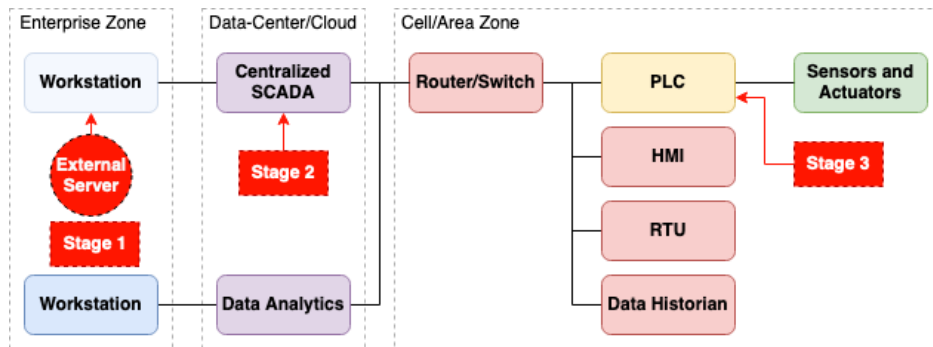 Enterprise Zone
Data-Center/Cloud
Cell/Area Zone
Workstation
Centralized
SCADA
Router/Switch
PLC
Sensors and
Actuators
External
Server
Stage 2
HMI
Stage 3
Stage 1
RTU
Workstation
Data Analytics
Data Historian